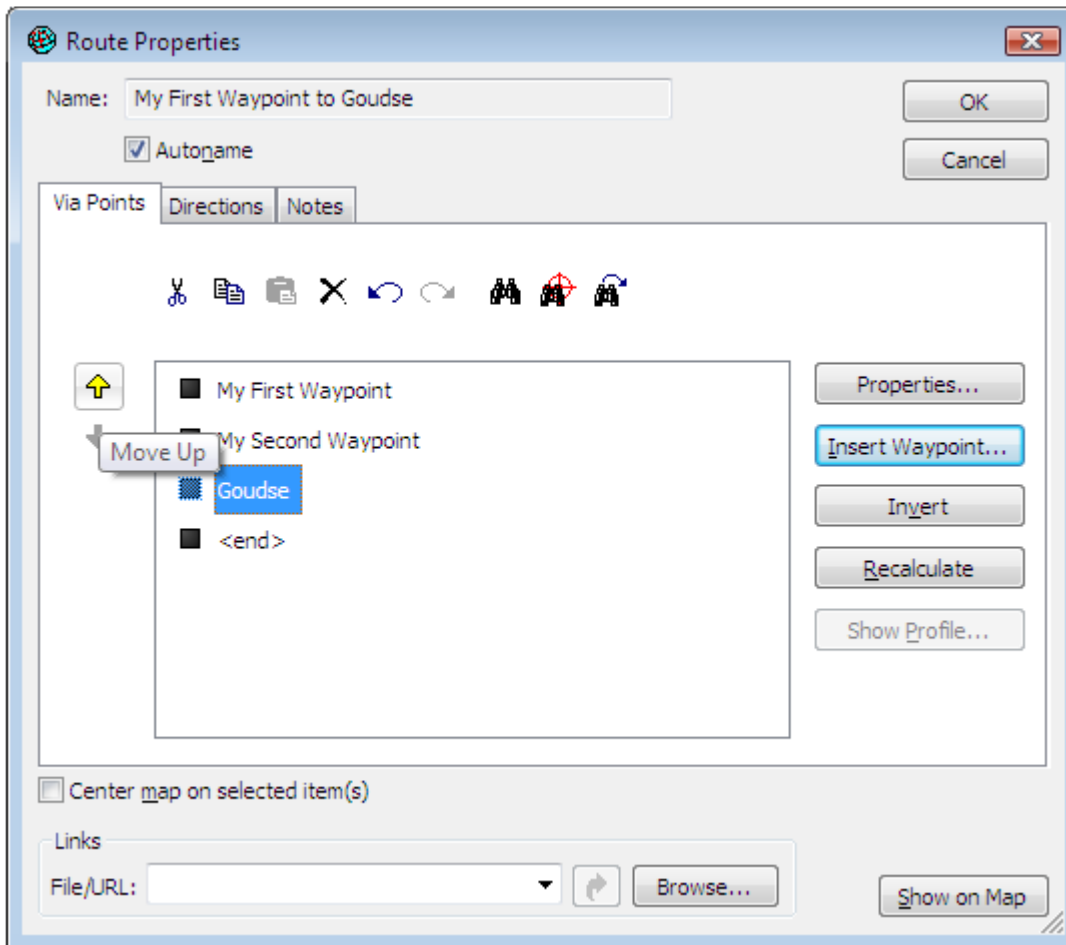 Route Properties
Name: My First Waypoint to Goudse
OK
Autoname
Cancel
Via Points Directions Notes
My First Waypoint
Properties...
Move Up
My Second Waypoint
Insert Waypoint...
Goudse
Invert
<end>
Recalculate
Show Profile...
Center map on selected item(s)
Links
File/URL:
Browse...
Show on Map